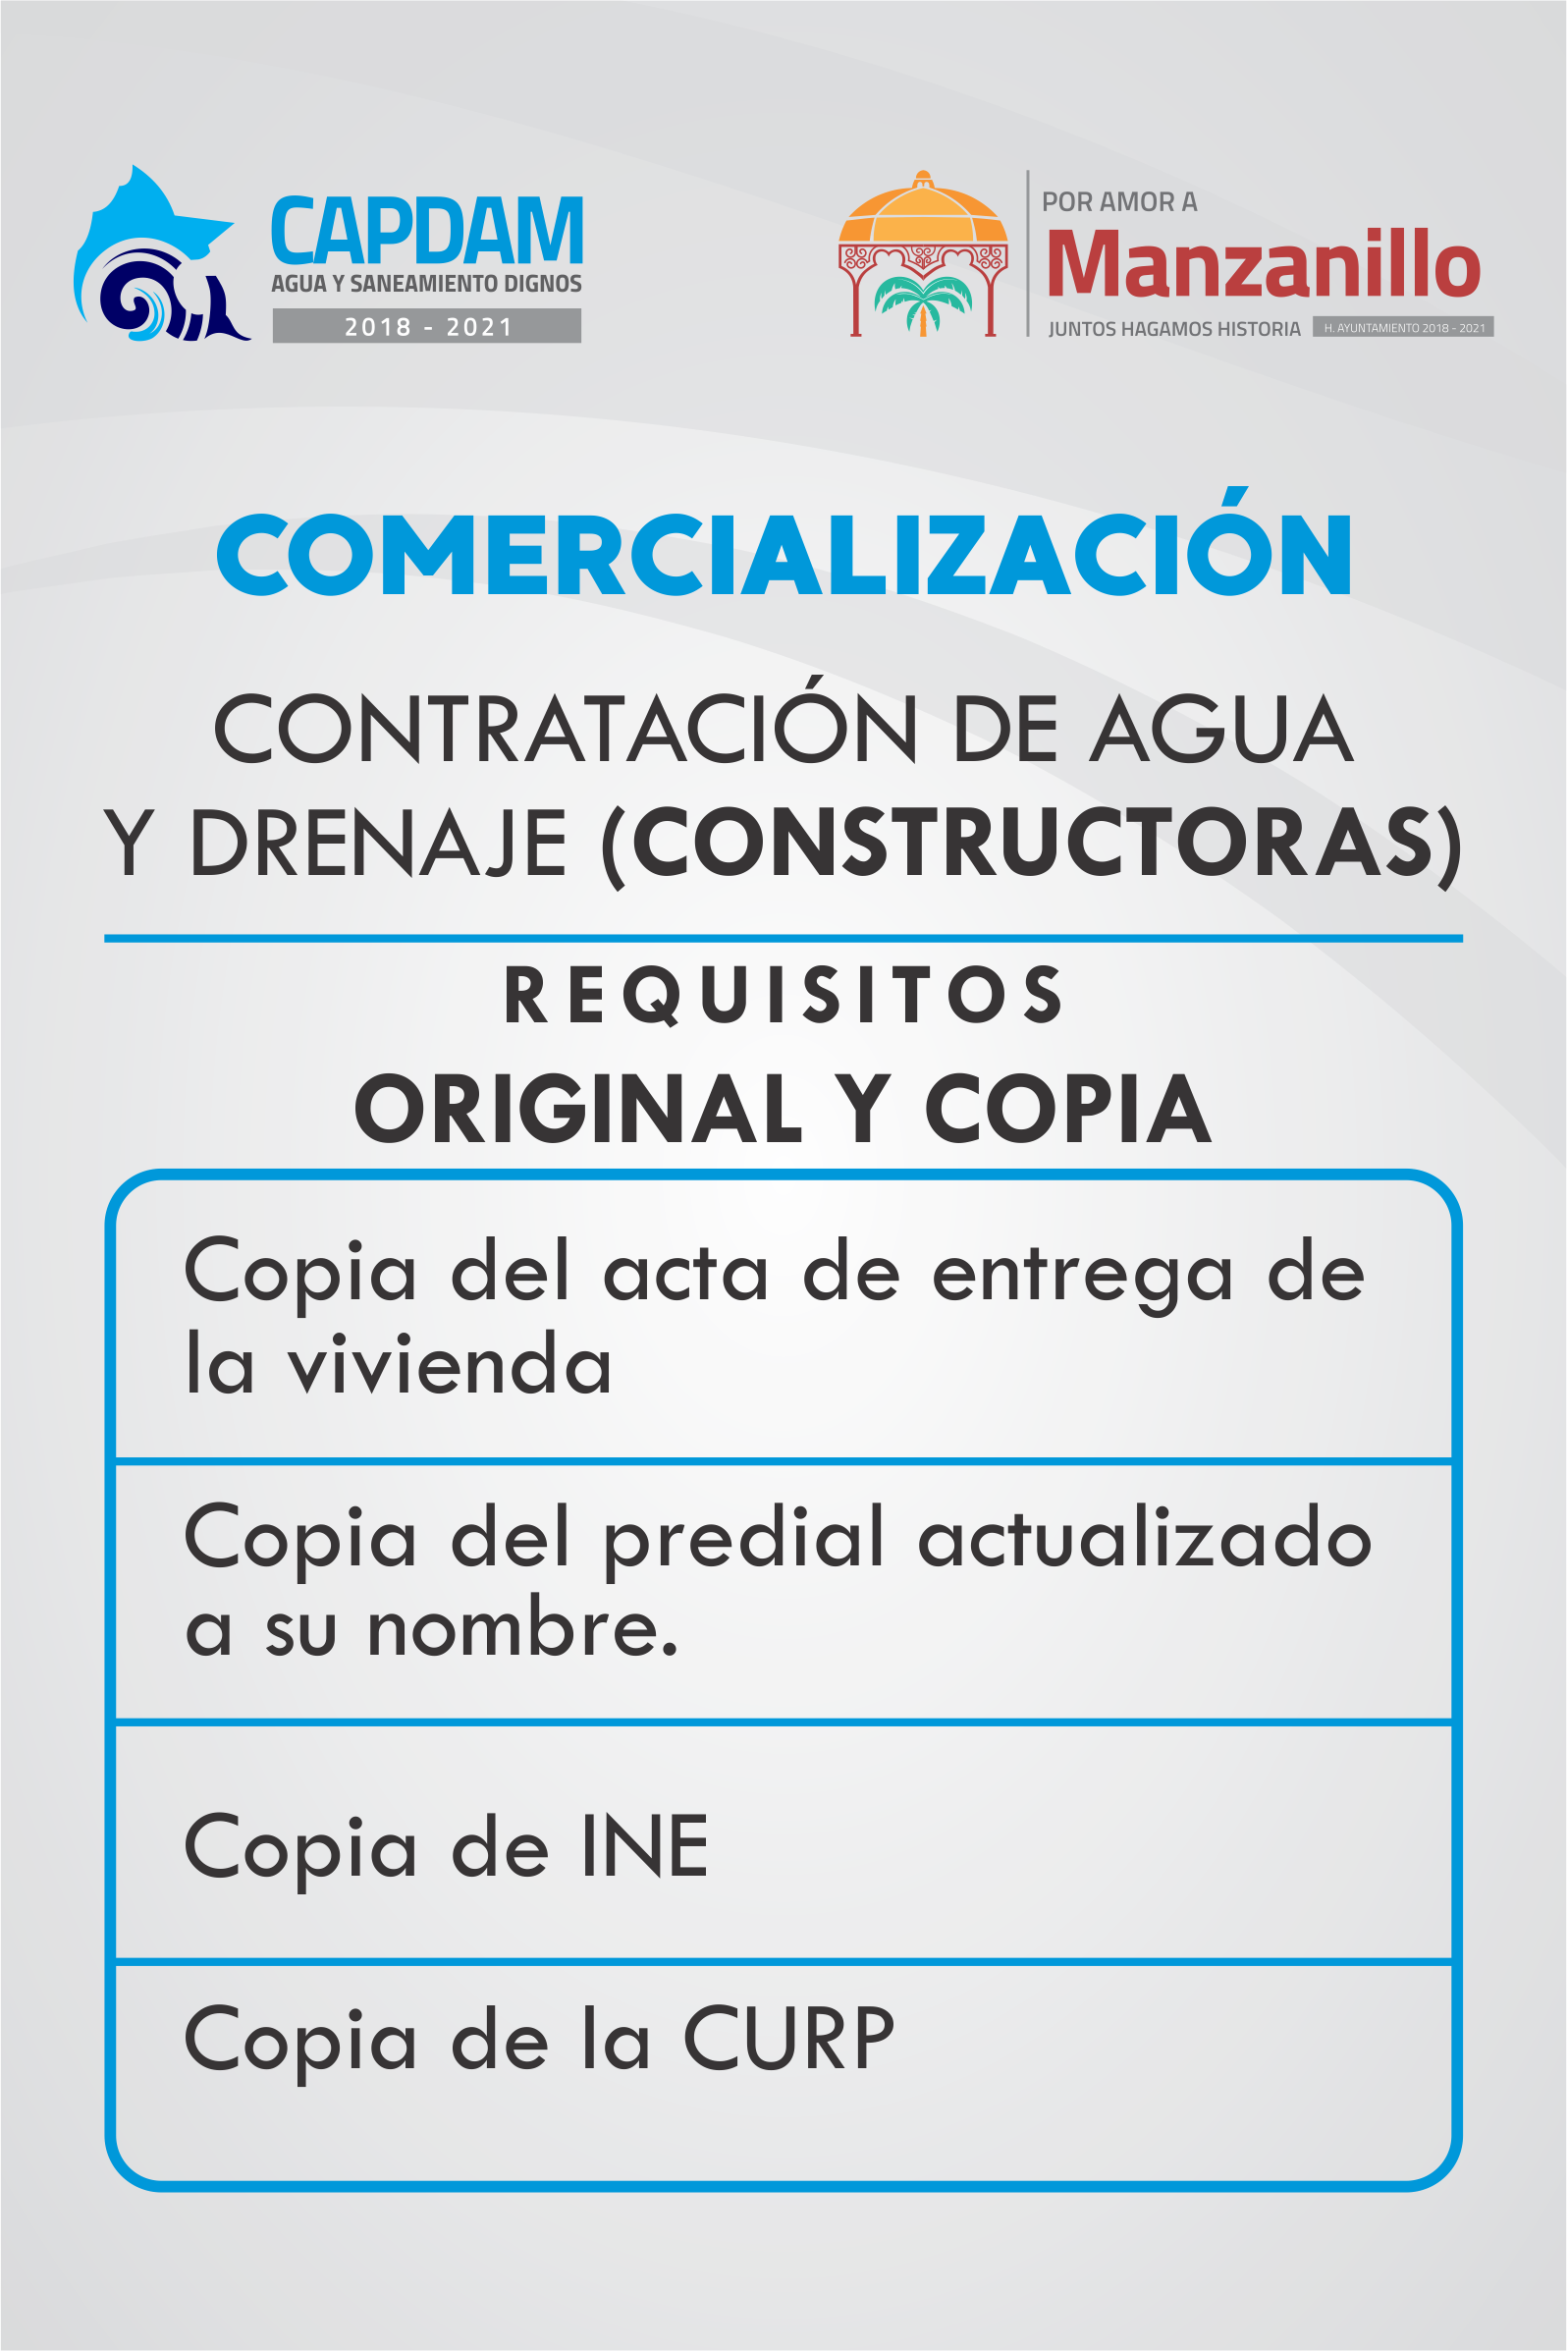 CAPDAM
AGUA Y SANEAMIENTO DIGNOS
2018 - 2021
POR AMOR A
Manzanillo
JUNTOS HAGAMOS HISTORIA H. AYUNTAMIENTO 2018 - 2021
COMERCIALIZACIÓN
CONTRATACIÓN DE AGUA
Y DRENAJE (CONSTRUCTORAS)
REQUISITOS
ORIGINAL Y COPIA
Copia del acta de entrega de
la vivienda
Copia del predial actualizado
a su nombre.
Copia de INE
Copia de la CURP